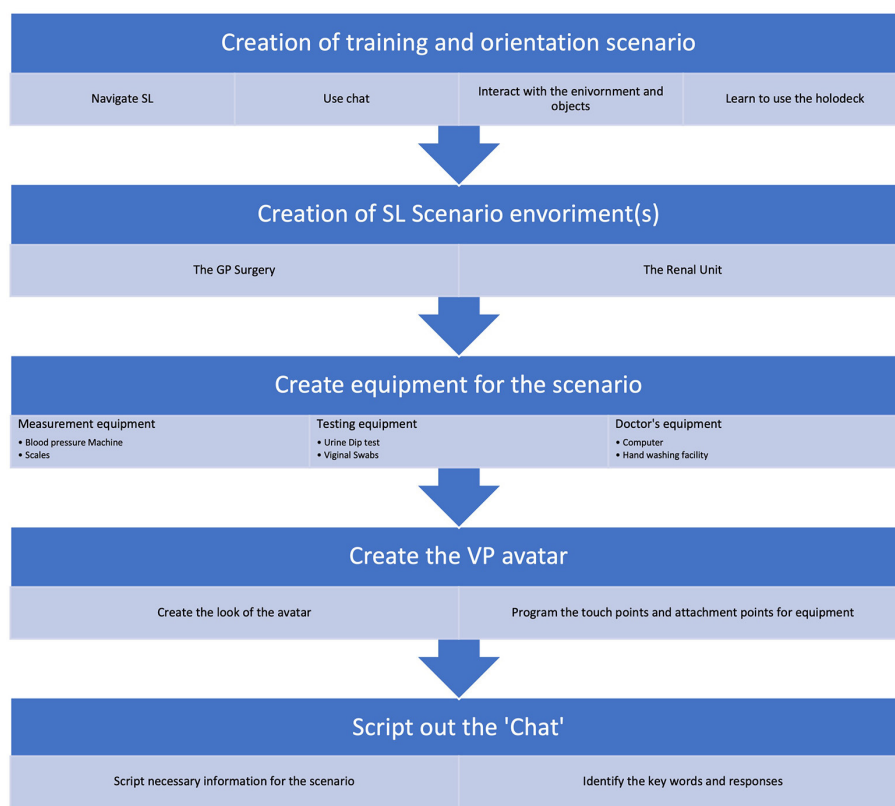 Creation of training and orientation scenario
Navigate SL
Use chat
Interact with the enivornment and
objects
Learn to use the holodeck
Creation of SL Scenario envoriment(s)
The GP Surgery
The Renal Unit
Create equipment for the scenario
Measurement equipment
• Blood pressure Machine
• Scales
Testing equipment
• Urine Dip test
• Viginal Swabs
Doctor's equipment
• Computer
• Hand washing facility
Create the VP avatar
Create the look of the avatar
Program the touch points and attachment points for equipment
Script out the 'Chat'
Script necessary information for the scenario
Identify the key words and responses